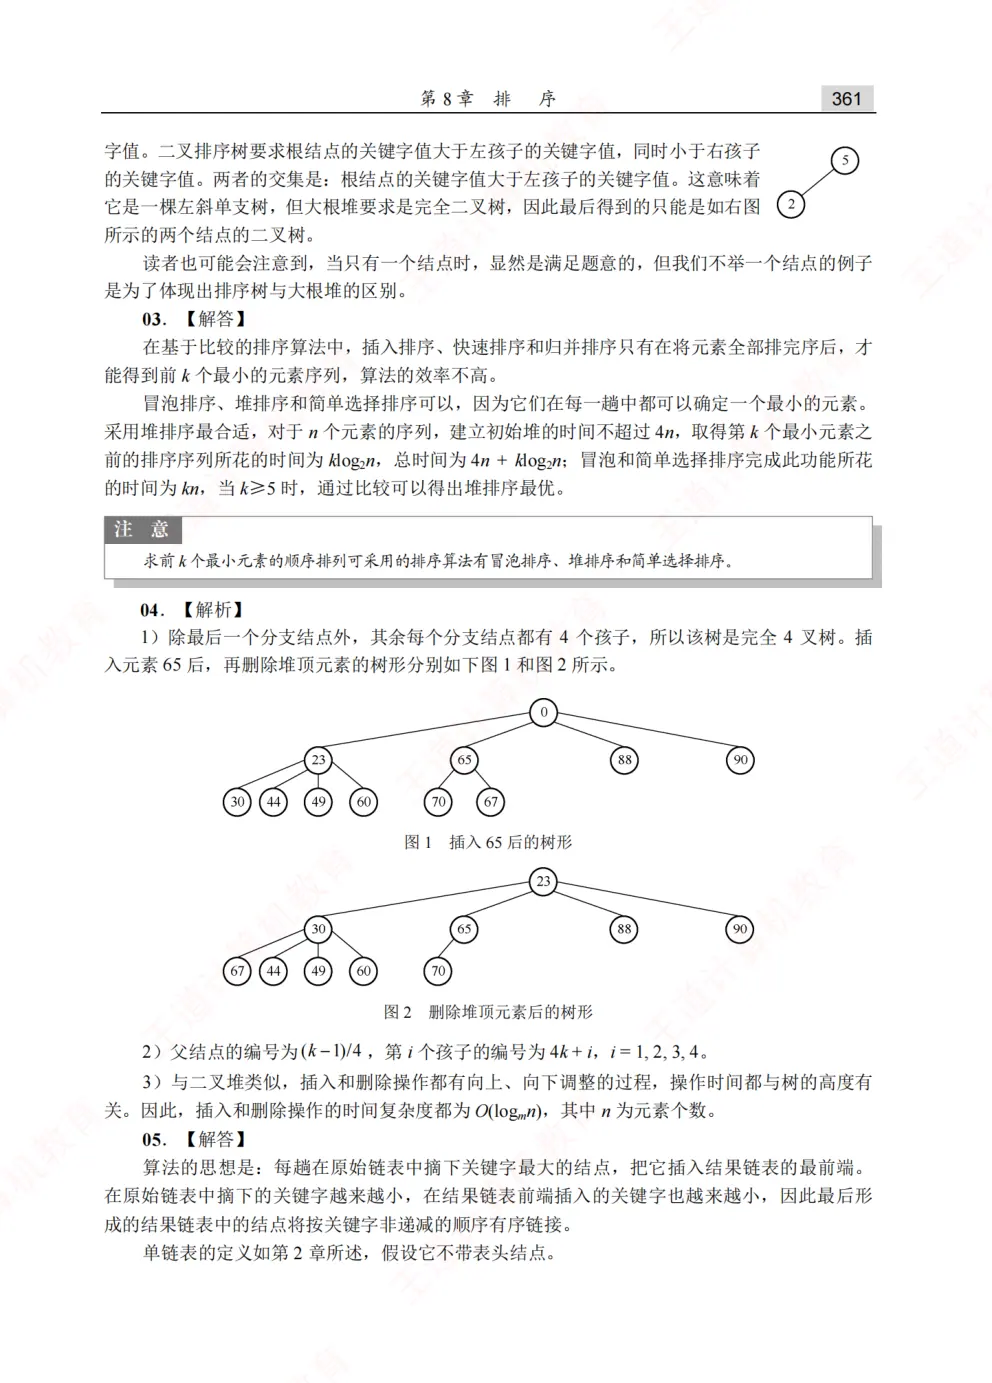 第 8 章 排 序 361
字值。二叉排序树要求根结点的关键字值大于左孩子的关键字值，同时小于右孩子
的关键字值。两者的交集是：根结点的关键字值大于左孩子的关键字值。这意味着
它是一棵左斜单支树，但大根堆要求是完全二叉树，因此最后得到的只能是如右图
所示的两个结点的二叉树。
5
2
读者也可能会注意到，当只有一个结点时，显然是满足题意的，但我们不举一个结点的例子
是为了体现出排序树与大根堆的区别。
03. 【解答】
在基于比较的排序算法中，插入排序、快速排序和归并排序只有在将元素全部排完序后，才
能得到前 k 个最小的元素序列，算法的效率不高。
冒泡排序、堆排序和简单选择排序可以，因为它们在每一趟中都可以确定一个最小的元素。
采用堆排序最合适，对于 n 个元素的序列，建立初始堆的时间不超过 4n，取得第 k 个最小元素之
前的排序序列所花的时间为 klog₂n，总时间为 4n + klog₂n；冒泡和简单选择排序完成此功能所花
的时间为 kn，当 k≥5 时，通过比较可以得出堆排序最优。
注 意
求前 k 个最小元素的顺序排列可采用的排序算法有冒泡排序、堆排序和简单选择排序。
04. 【解析】
1）除最后一个分支结点外，其余每个分支结点都有 4 个孩子，所以该树是完全 4 叉树。插
入元素 65 后，再删除堆顶元素的树形分别如下图 1 和图 2 所示。
0
23 65 88 90
30 44 49 60 70 67
图 1 插入 65 后的树形
23
30 65 88 90
67 44 49 60 70
图 2 删除堆顶元素后的树形
2）父结点的编号为 (k − 1)/4，第 i 个孩子的编号为 4k + i，i = 1, 2, 3, 4。
3）与二叉堆类似，插入和删除操作都有向上、向下调整的过程，操作时间都与树的高度有
关。因此，插入和删除操作的时间复杂度都为 O(logₘn)，其中 n 为元素个数。
05. 【解答】
算法的思想是：每趟在原始链表中摘下关键字最大的结点，把它插入结果链表的最前端。
在原始链表中摘下的关键字越来越小，在结果链表前端插入的关键字也越来越小，因此最后形
成的结果链表中的结点将按关键字非递减的顺序有序链接。
单链表的定义如第 2 章所述，假设它不带表头结点。